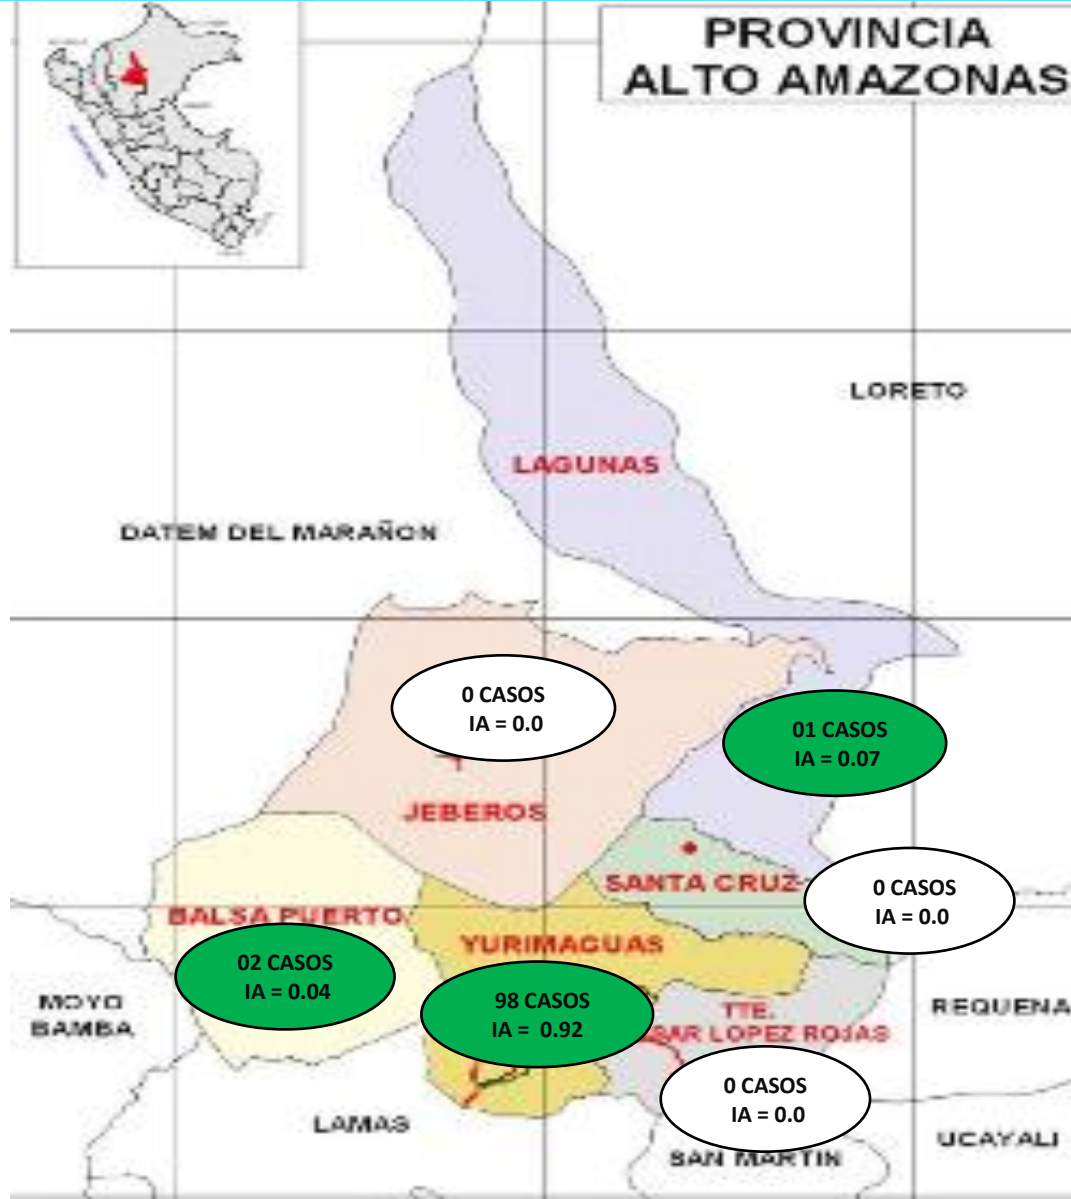 PROVINCIA
ALTO AMAZONAS
LORETO
LAGUNAS
DATEM DEL MARAÑON
0 CASOS
IA = 0.0
01 CASOS
IA = 0.07
JEBEROS
SANTA CRUZ
0 CASOS
IA = 0.0
BALSA PUERTO
YURIMAGUAS
02 CASOS
IA = 0.04
98 CASOS
IA = 0.92
MOYO
BAMBA
TTE.
SAR LOPEZ ROJAS
REQUENA
0 CASOS
IA = 0.0
LAMAS
SAN MARTIN
UCAYALI